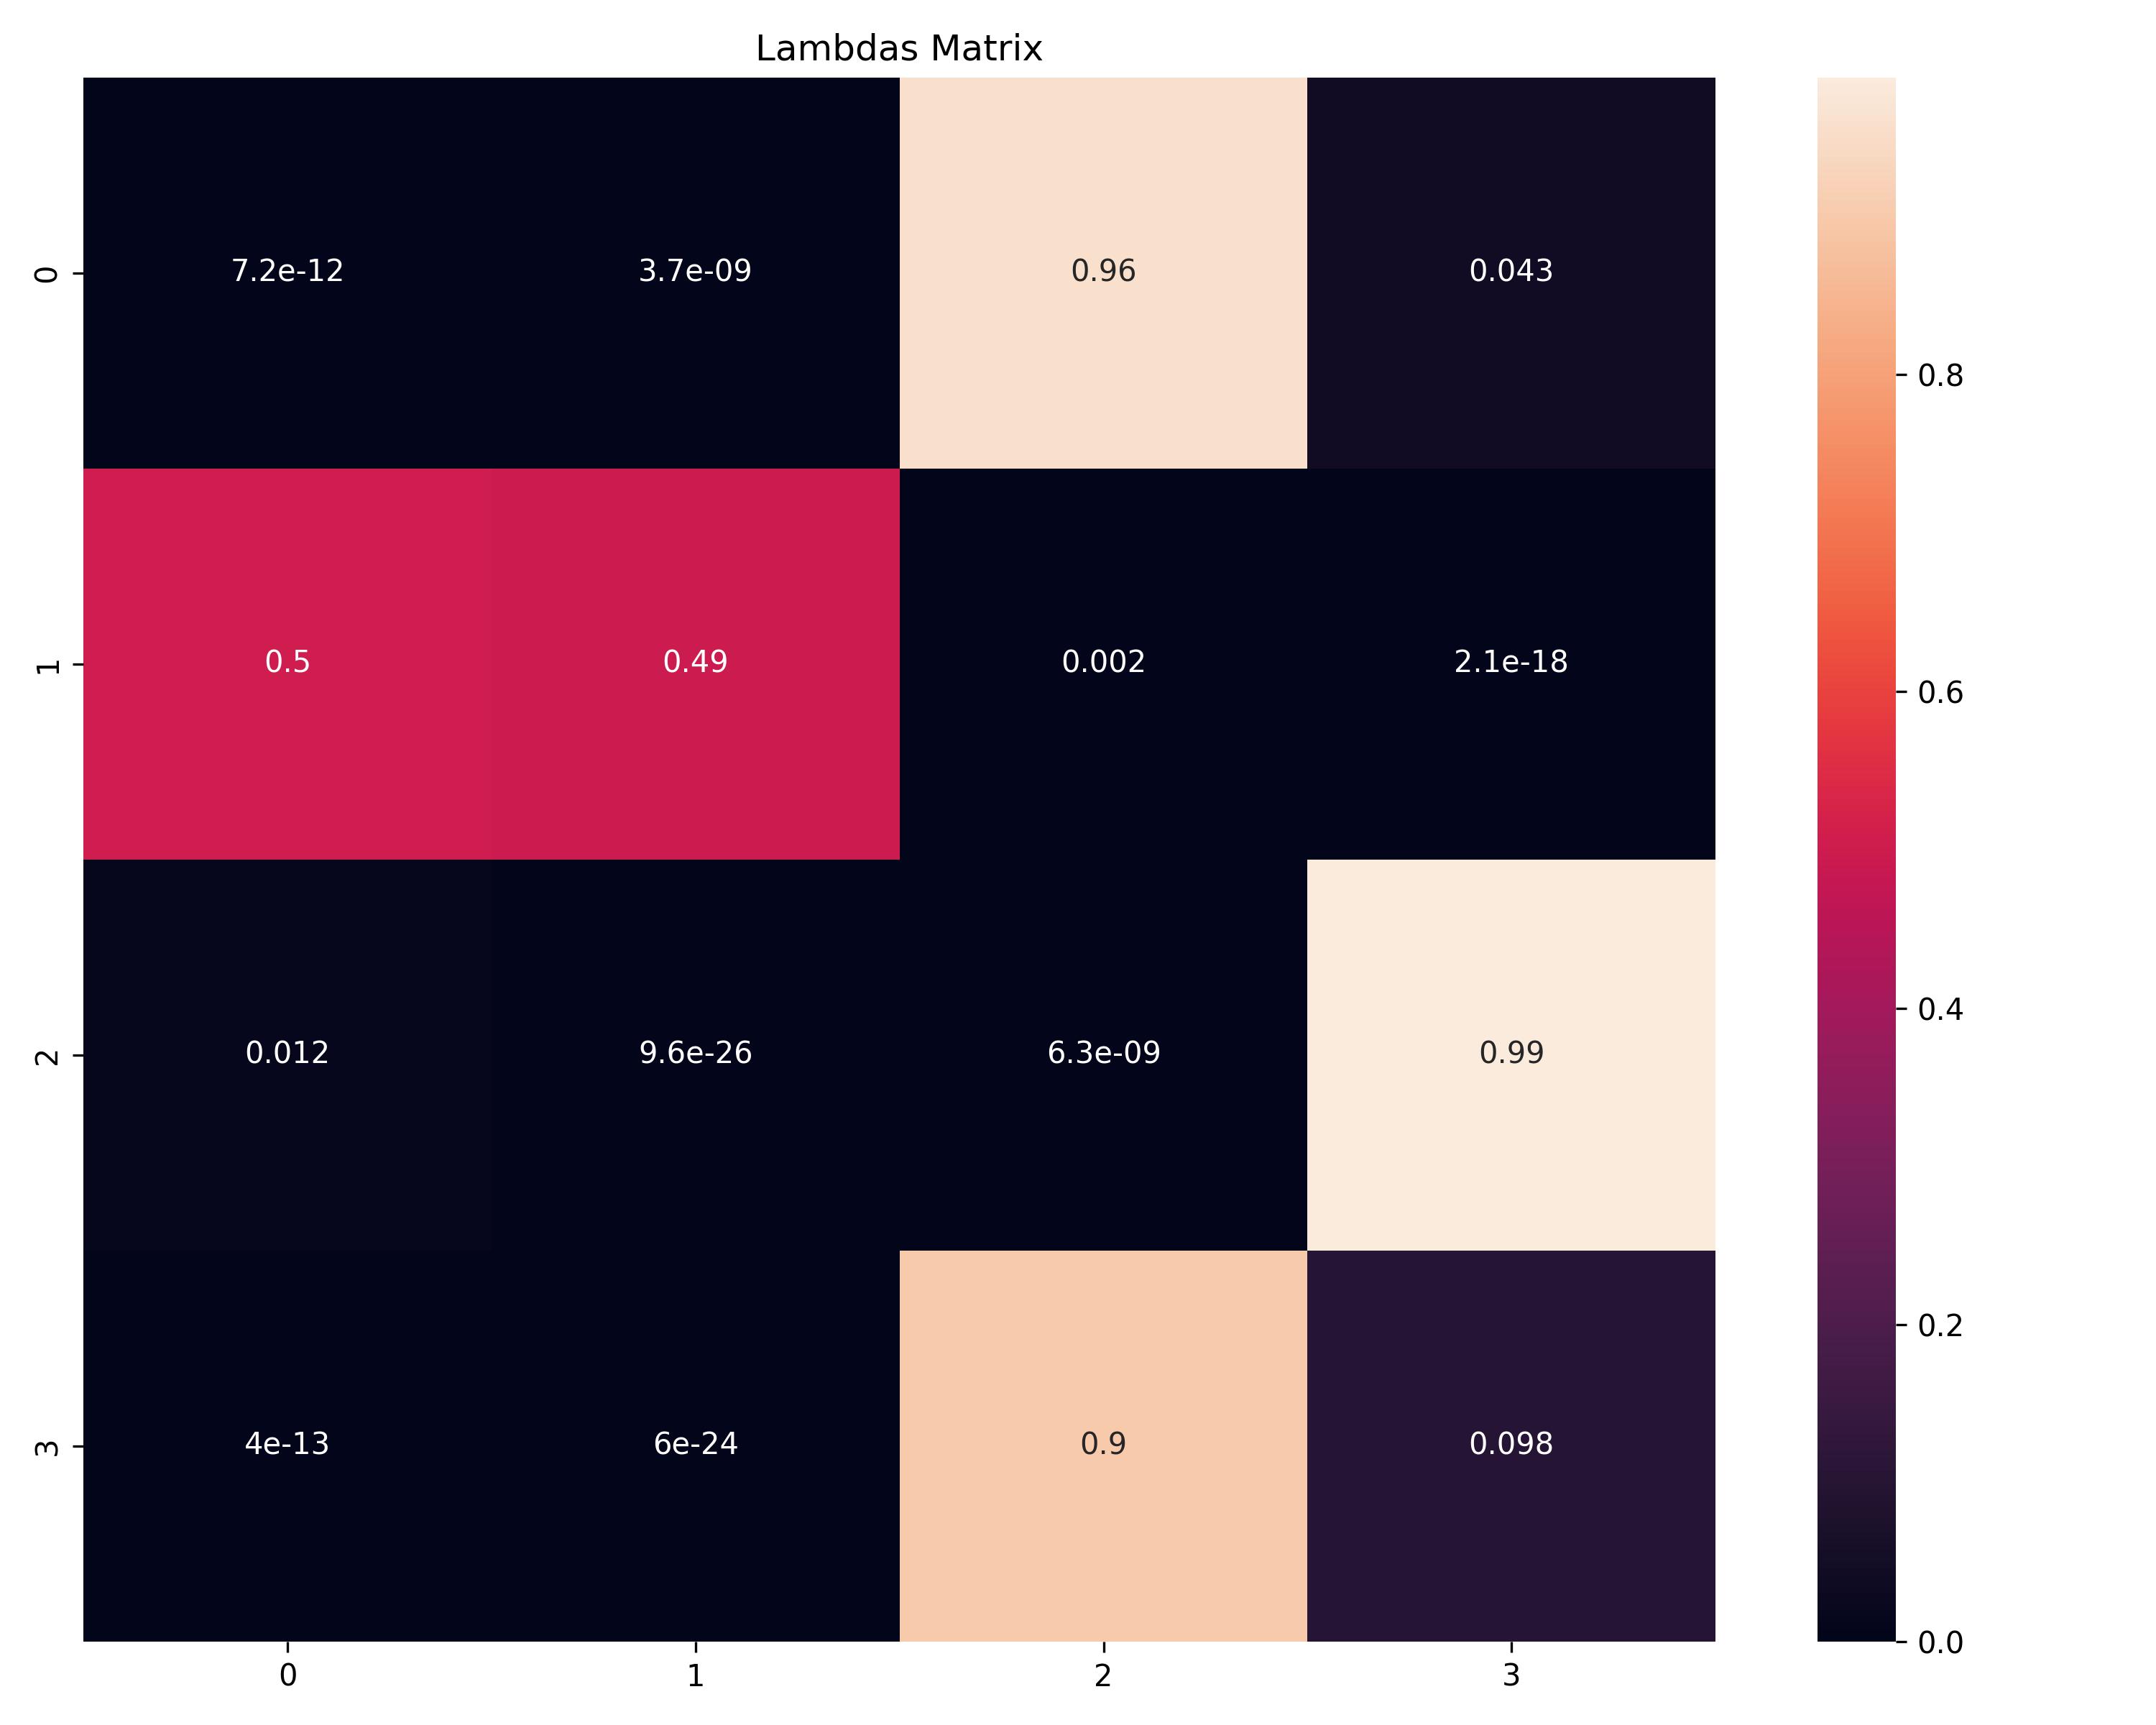 Lambdas Matrix
0 7.2e-12 3.7e-09 0.96 0.043
1 0.5 0.49 0.002 2.1e-18
2 0.012 9.6e-26 6.3e-09 0.99
3 4e-13 6e-24 0.9 0.098
0 1 2 3
0.8
0.6
0.4
0.2
0.0